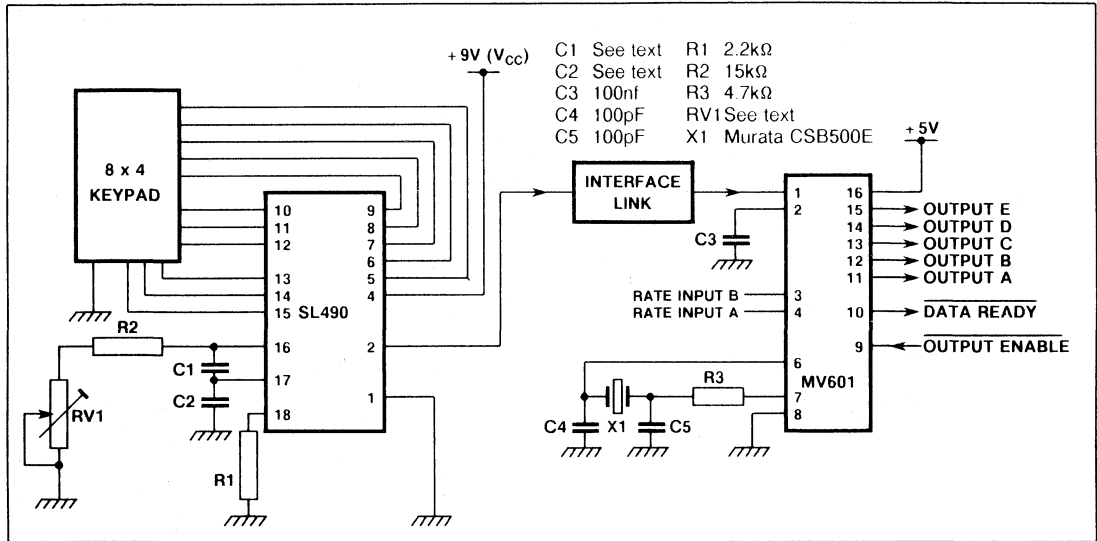 +9V (VCC)
C1 See text R1 2.2kΩ
C2 See text R2 15kΩ
C3 100nf R3 4.7kΩ
C4 100pF RV1 See text
C5 100pF X1 Murata CSB500E
+5V
8 x 4
KEYPAD
INTERFACE
LINK
10 9
11 8
12 7
6
13 5
14 4
15 SL490
R2
16 2
C1
17
C2 1
RV1
18
R1
1 16
2 15 OUTPUT E
C3 14 OUTPUT D
13 OUTPUT C
12 OUTPUT B
11 OUTPUT A
RATE INPUT B 3
RATE INPUT A 4 10 DATA READY
9 OUTPUT ENABLE
6
R3 MV601
7
8
C4 X1 C5